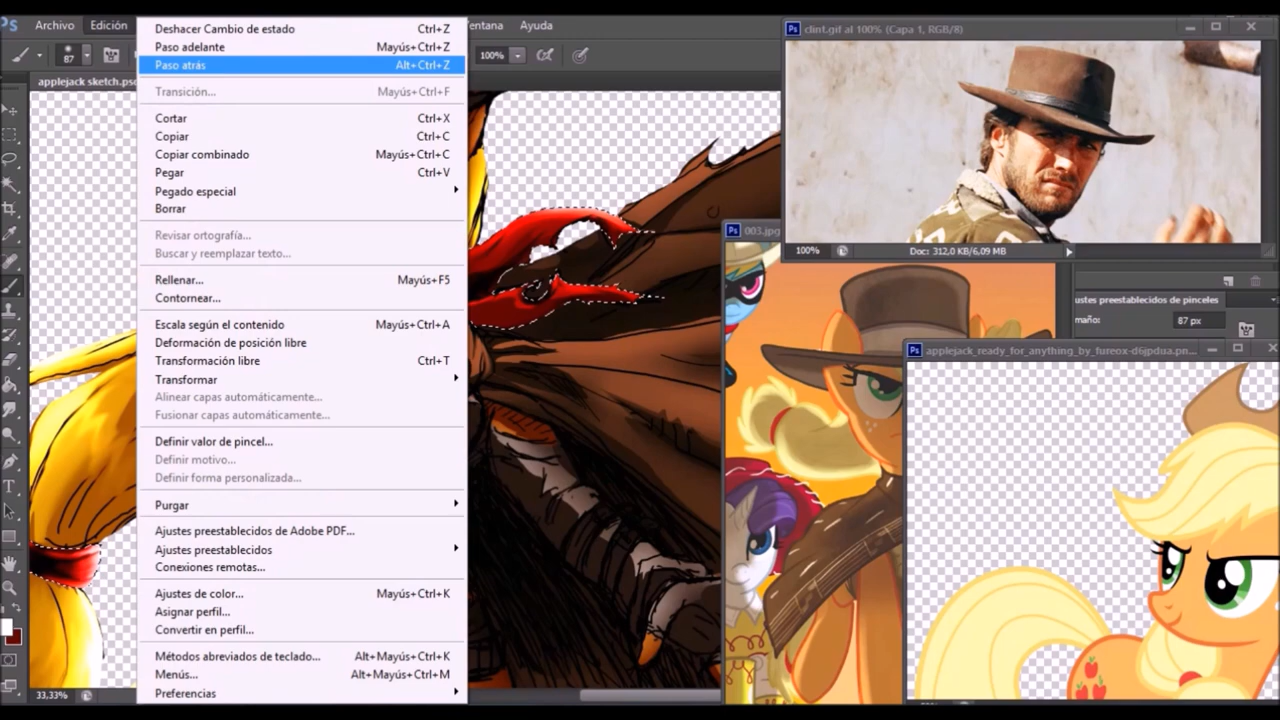 Ps Archivo Edición entana Ayuda
87 100%
applejack sketch.ps
Deshacer Cambio de estado Ctrl+Z
Paso adelante Mayús+Ctrl+Z
Paso atrás Alt+Ctrl+Z
Transición... Mayús+Ctrl+F
Cortar Ctrl+X
Copiar Ctrl+C
Copiar combinado Mayús+Ctrl+C
Pegar Ctrl+V
Pegado especial
Borrar
Revisar ortografía...
Buscar y reemplazar texto...
Rellenar... Mayús+F5
Contornear...
Escala según el contenido Mayús+Ctrl+A
Deformación de posición libre
Transformación libre Ctrl+T
Transformar
Alinear capas automáticamente...
Fusionar capas automáticamente...
Definir valor de pincel...
Definir motivo...
Definir forma personalizada...
Purgar
Ajustes preestablecidos de Adobe PDF...
Ajustes preestablecidos
Conexiones remotas...
Ajustes de color... Mayús+Ctrl+K
Asignar perfil...
Convertir en perfil...
Métodos abreviados de teclado... Alt+Mayús+Ctrl+K
Menús... Alt+Mayús+Ctrl+M
Preferencias
33,33%
Ps clint.gif al 100% (Capa 1, RGB/8)
100% Doc: 312,0 KB/6,09 MB
Ps 003.jpg
ustes preestablecidos de pinceles
maño: 87 px
Ps applejack_ready_for_anything_by_fureox-d6jpdua.pn...
T